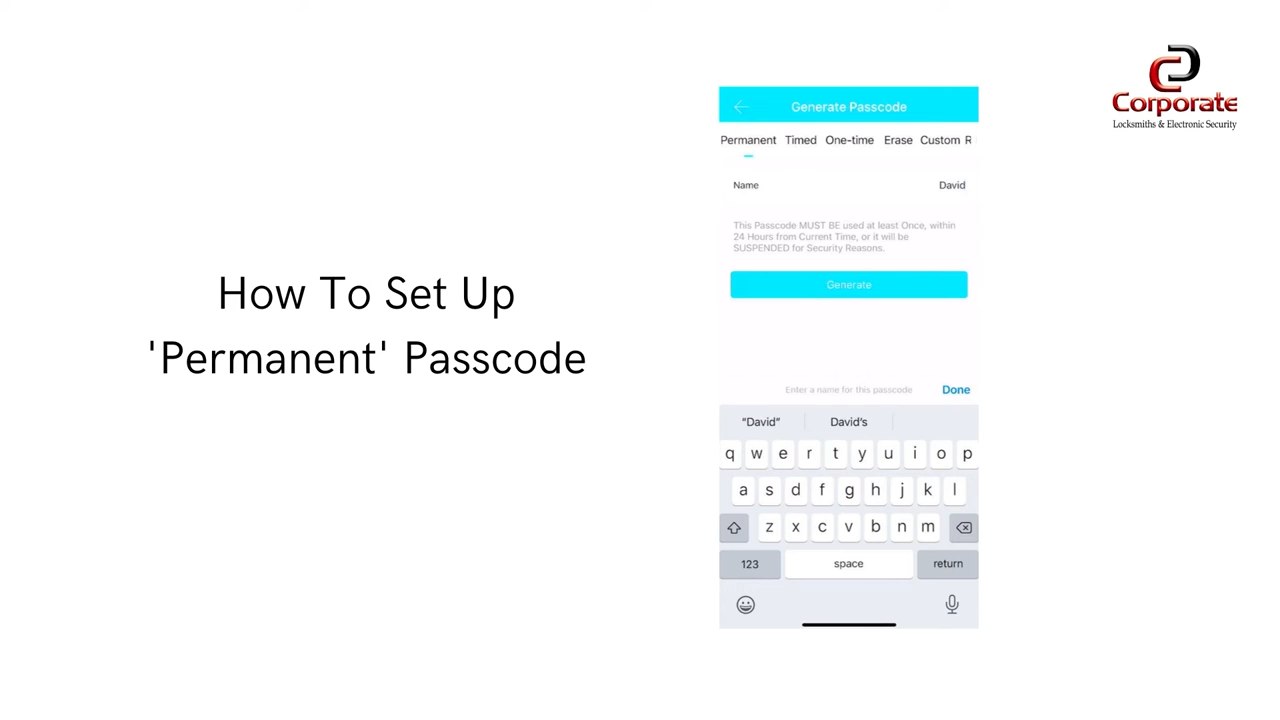 How To Set Up
'Permanent' Passcode
Corporate
Locksmiths & Electronic Security
Generate Passcode
Permanent Timed One-time Erase Custom R
Name David
This Passcode MUST BE used at least Once, within
24 Hours from Current Time, or it will be
SUSPENDED for Security Reasons.
Generate
Enter a name for this passcode Done
"David" David's
q w e r t y u i o p
a s d f g h j k l
z x c v b n m
123 space return